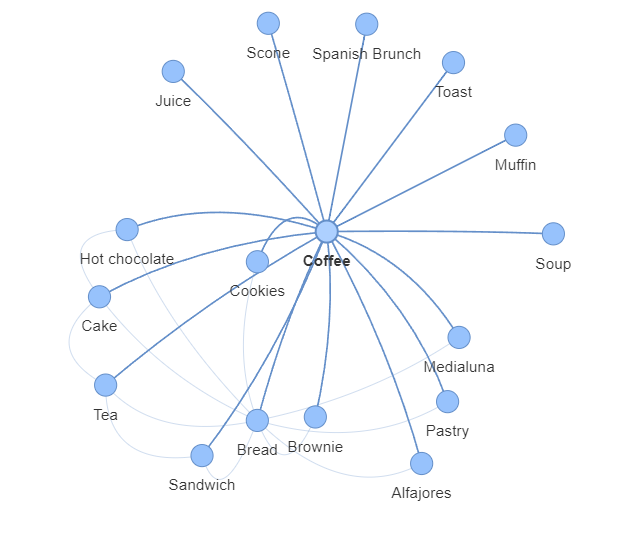 Scone
Spanish Brunch
Toast
Juice
Muffin
Hot chocolate
Coffee
Soup
Cookies
Cake
Medialuna
Tea
Pastry
Bread
Brownie
Sandwich
Alfajores